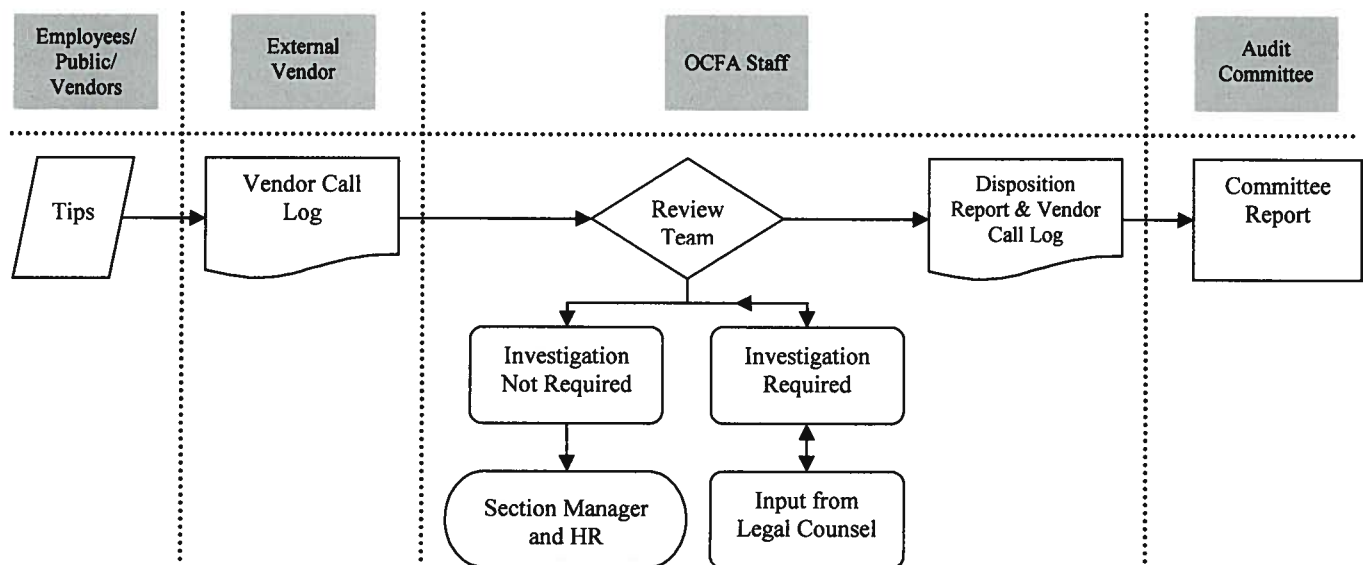 Employees/
Public/
Vendors
External
Vendor
OCFA Staff
Audit
Committee
Tips
Vendor Call
Log
Review
Team
Disposition
Report & Vendor
Call Log
Committee
Report
Investigation
Not Required
Investigation
Required
Section Manager
and HR
Input from
Legal Counsel